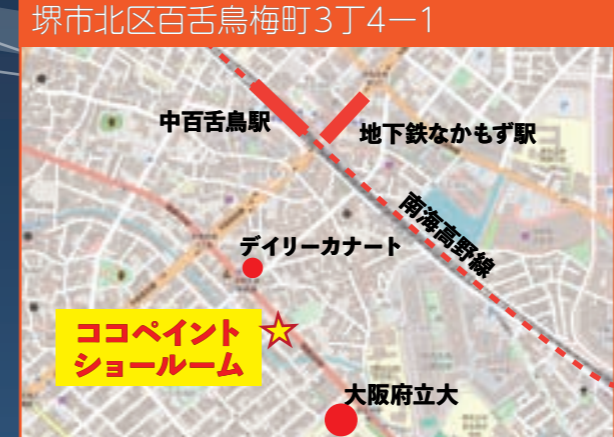 堺市北区百舌鳥梅町3丁4ー1
中百舌鳥駅
地下鉄なかもず駅
南海高野線
デイリーカナート
ココペイント
ショールーム
大阪府立大